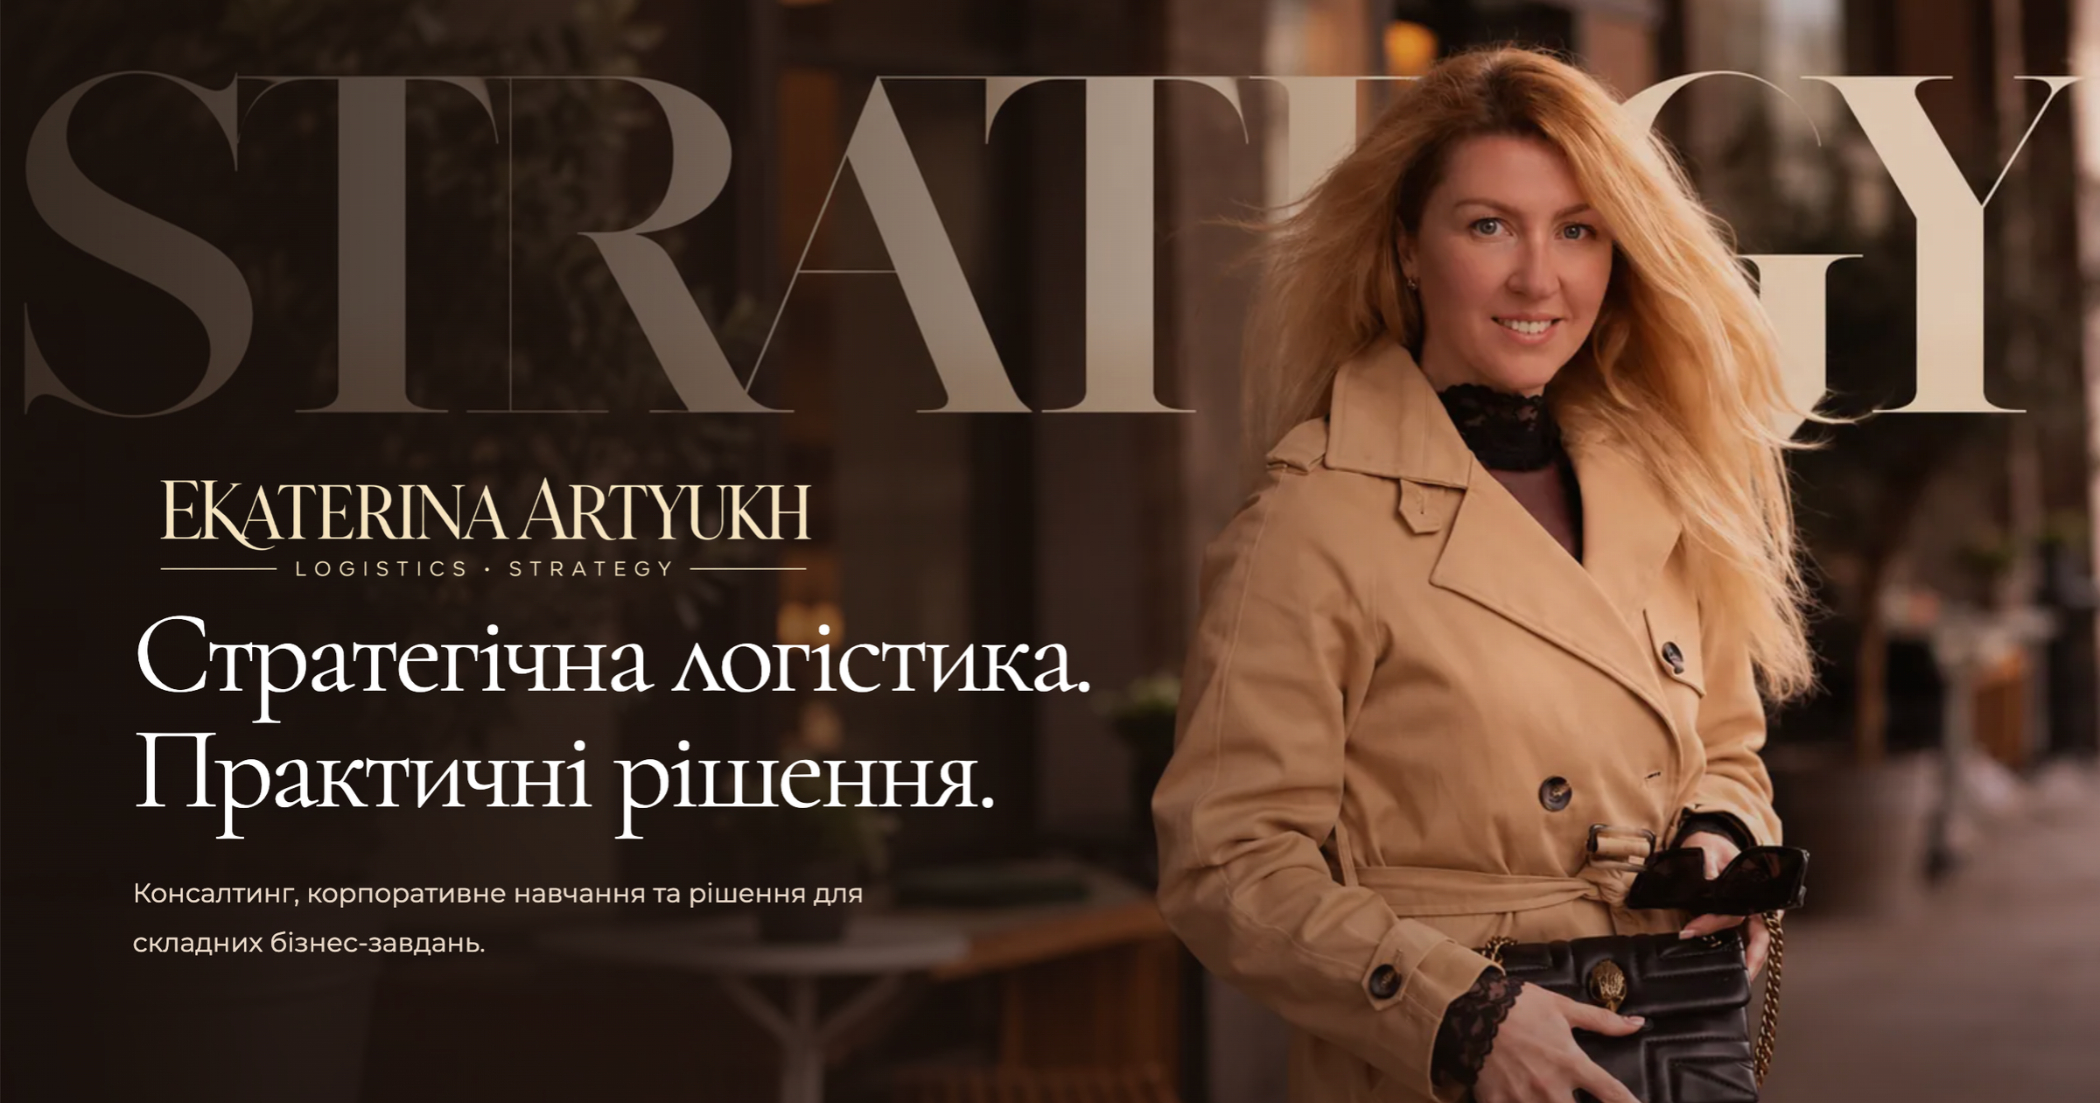 STRATEGY
EKATERINA ARTYUKH
LOGISTICS · STRATEGY
Стратегічна логістика.
Практичні рішення.
Консалтинг, корпоративне навчання та рішення для
складних бізнес-завдань.